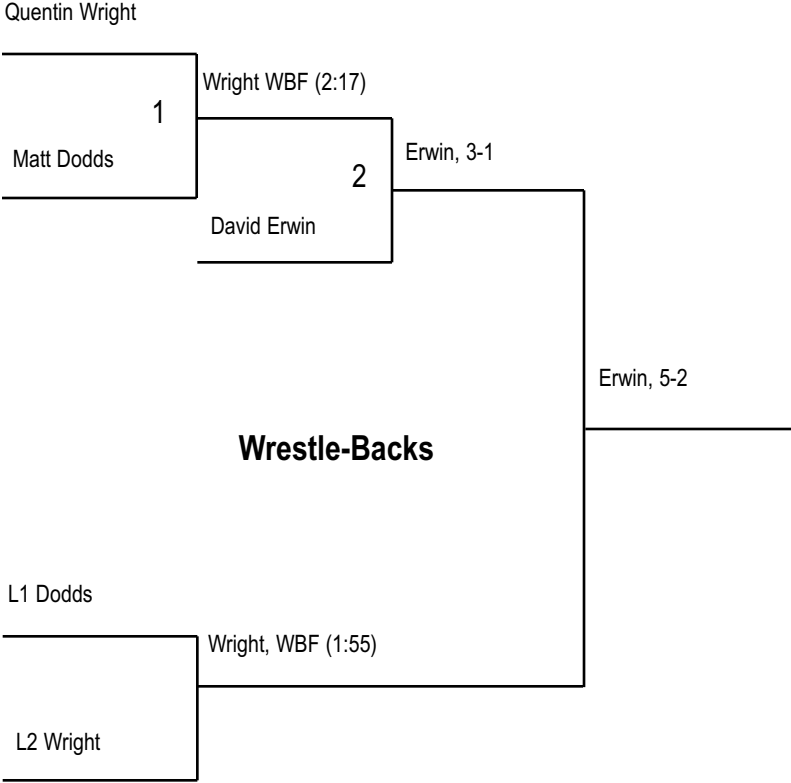 Quentin Wright
Wright WBF (2:17)
1
Matt Dodds
Erwin, 3-1
2
David Erwin
Erwin, 5-2
Wrestle-Backs
L1 Dodds
Wright, WBF (1:55)
L2 Wright